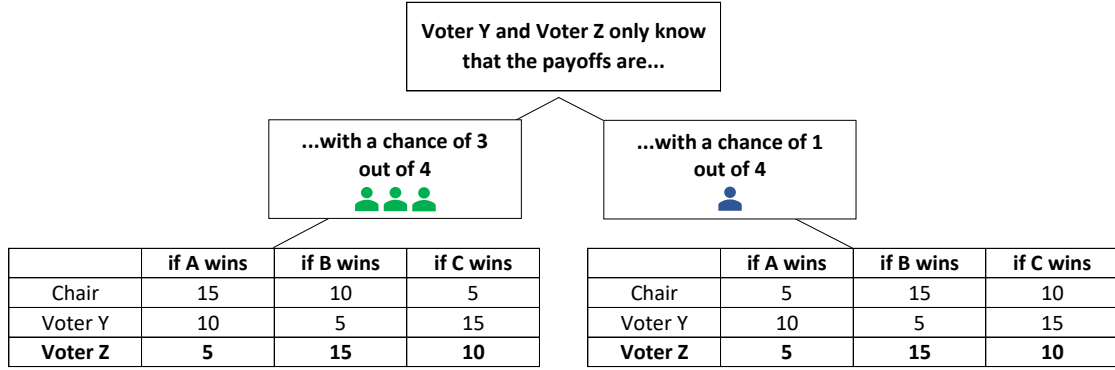 Voter Y and Voter Z only know
that the payoffs are...
...with a chance of 3
out of 4
...with a chance of 1
out of 4
if A wins if B wins if C wins
Chair 15 10 5
Voter Y 10 5 15
Voter Z 5 15 10
if A wins if B wins if C wins
Chair 5 15 10
Voter Y 10 5 15
Voter Z 5 15 10